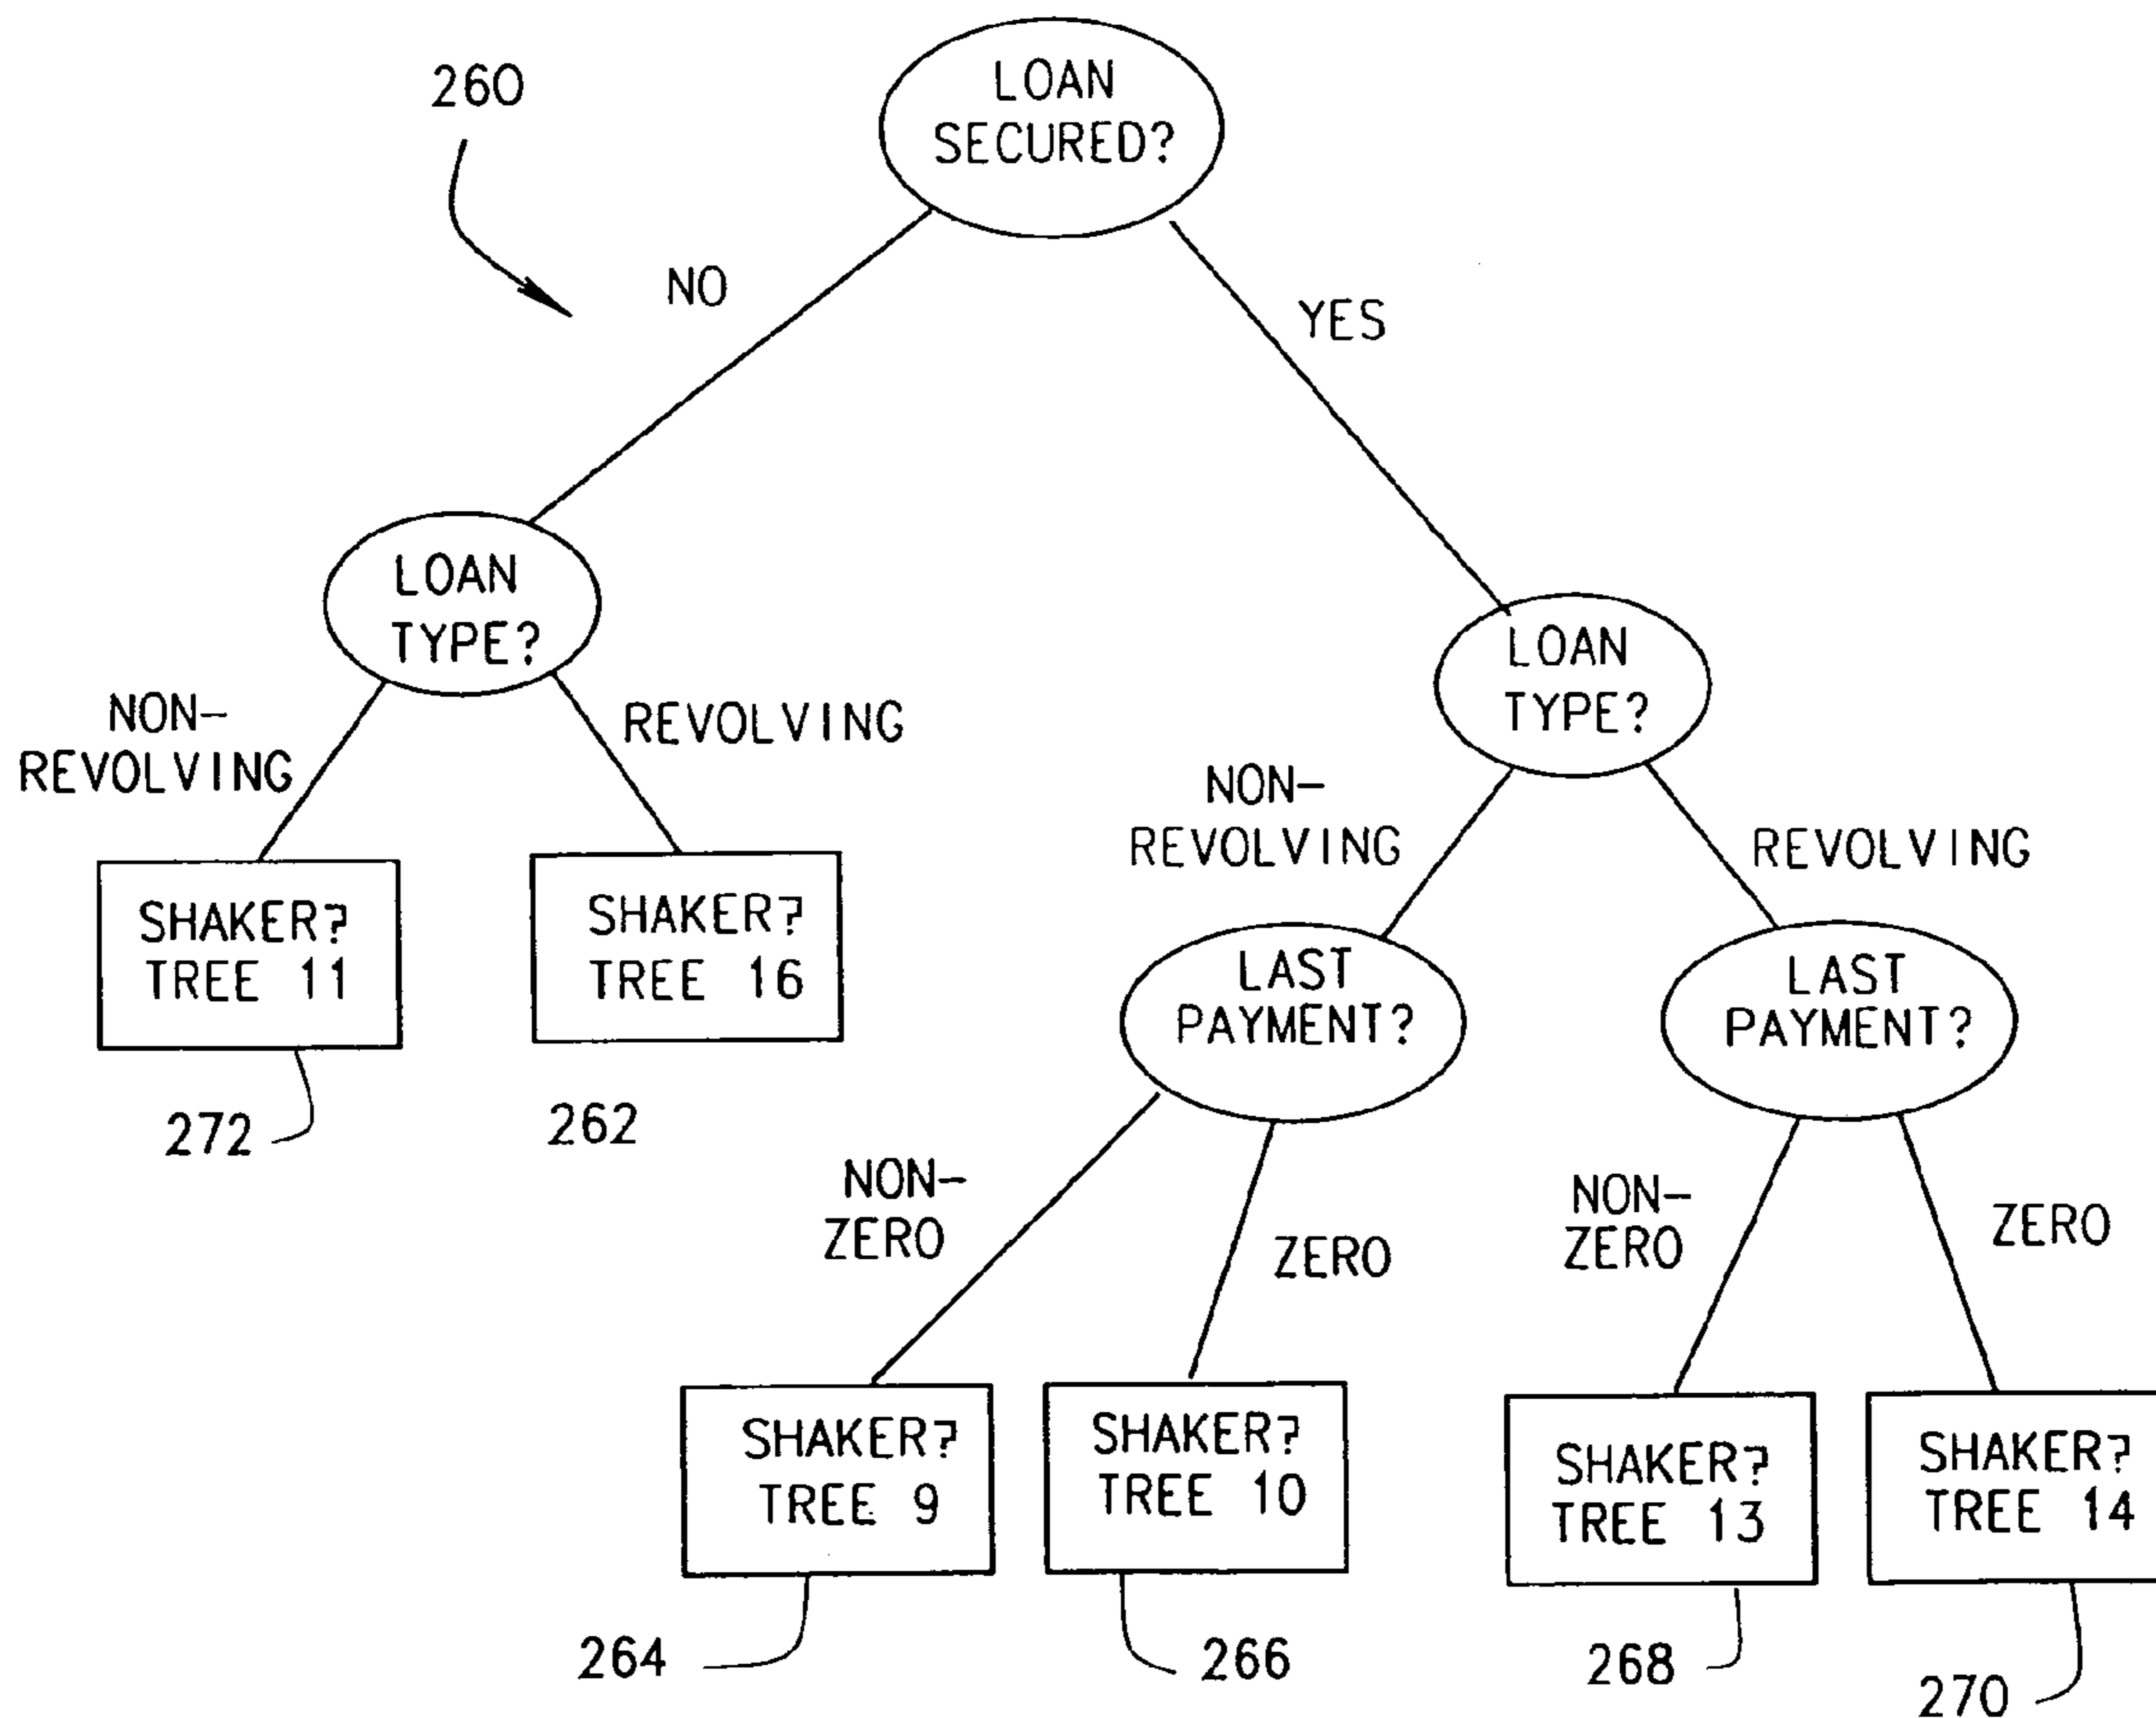 260
LOAN
SECURED?
NO
YES
LOAN
TYPE?
LOAN
TYPE?
NON-
REVOLVING
REVOLVING
NON-
REVOLVING
REVOLVING
SHAKER?
TREE 11
SHAKER?
TREE 16
LAST
PAYMENT?
LAST
PAYMENT?
272
262
NON-
ZERO
ZERO
NON-
ZERO
ZERO
SHAKER?
TREE 9
SHAKER?
TREE 10
SHAKER?
TREE 13
SHAKER?
TREE 14
264
266
268
270